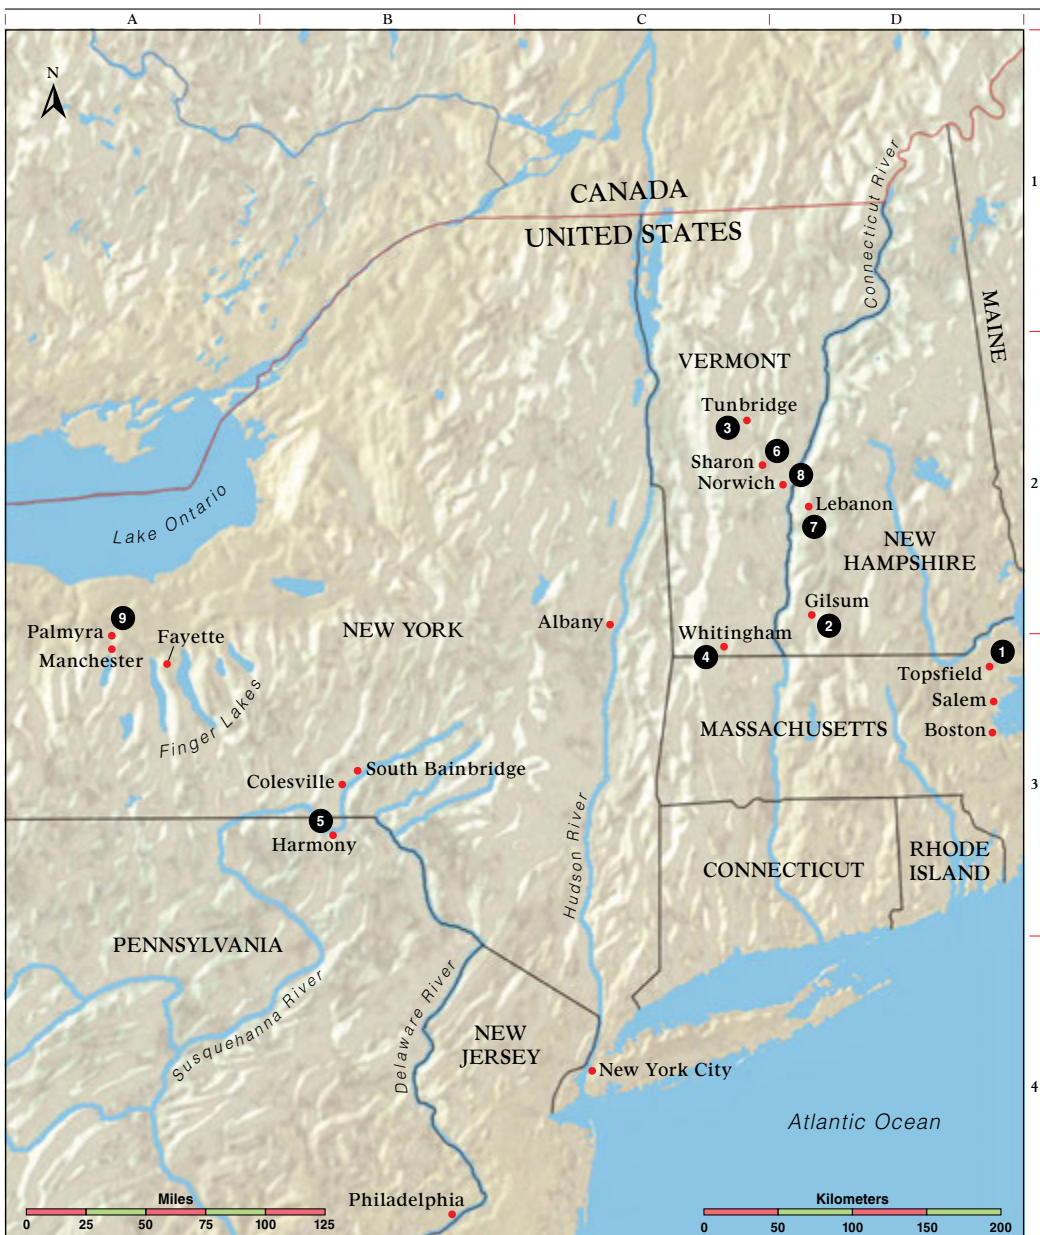 A
B
C
D
N
1
CANADA
UNITED STATES
Connecticut River
MAINE
VERMONT
Tunbridge
3
6
Sharon
8
Norwich
2
Lebanon
7
Lake Ontario
NEW
HAMPSHIRE
9
Gilsum
2
Palmyra
Fayette
NEW YORK
Albany
Whitingham
4
1
Manchester
Topsfield
Finger Lakes
Salem
MASSACHUSETTS
Boston
South Bainbridge
Colesville
3
5
Harmony
Hudson River
CONNECTICUT
RHODE
ISLAND
PENNSYLVANIA
Susquehanna River
Delaware River
NEW
JERSEY
New York City
4
Atlantic Ocean
Philadelphia
Miles
0 25 50 75 100 125
Kilometers
0 50 100 150 200